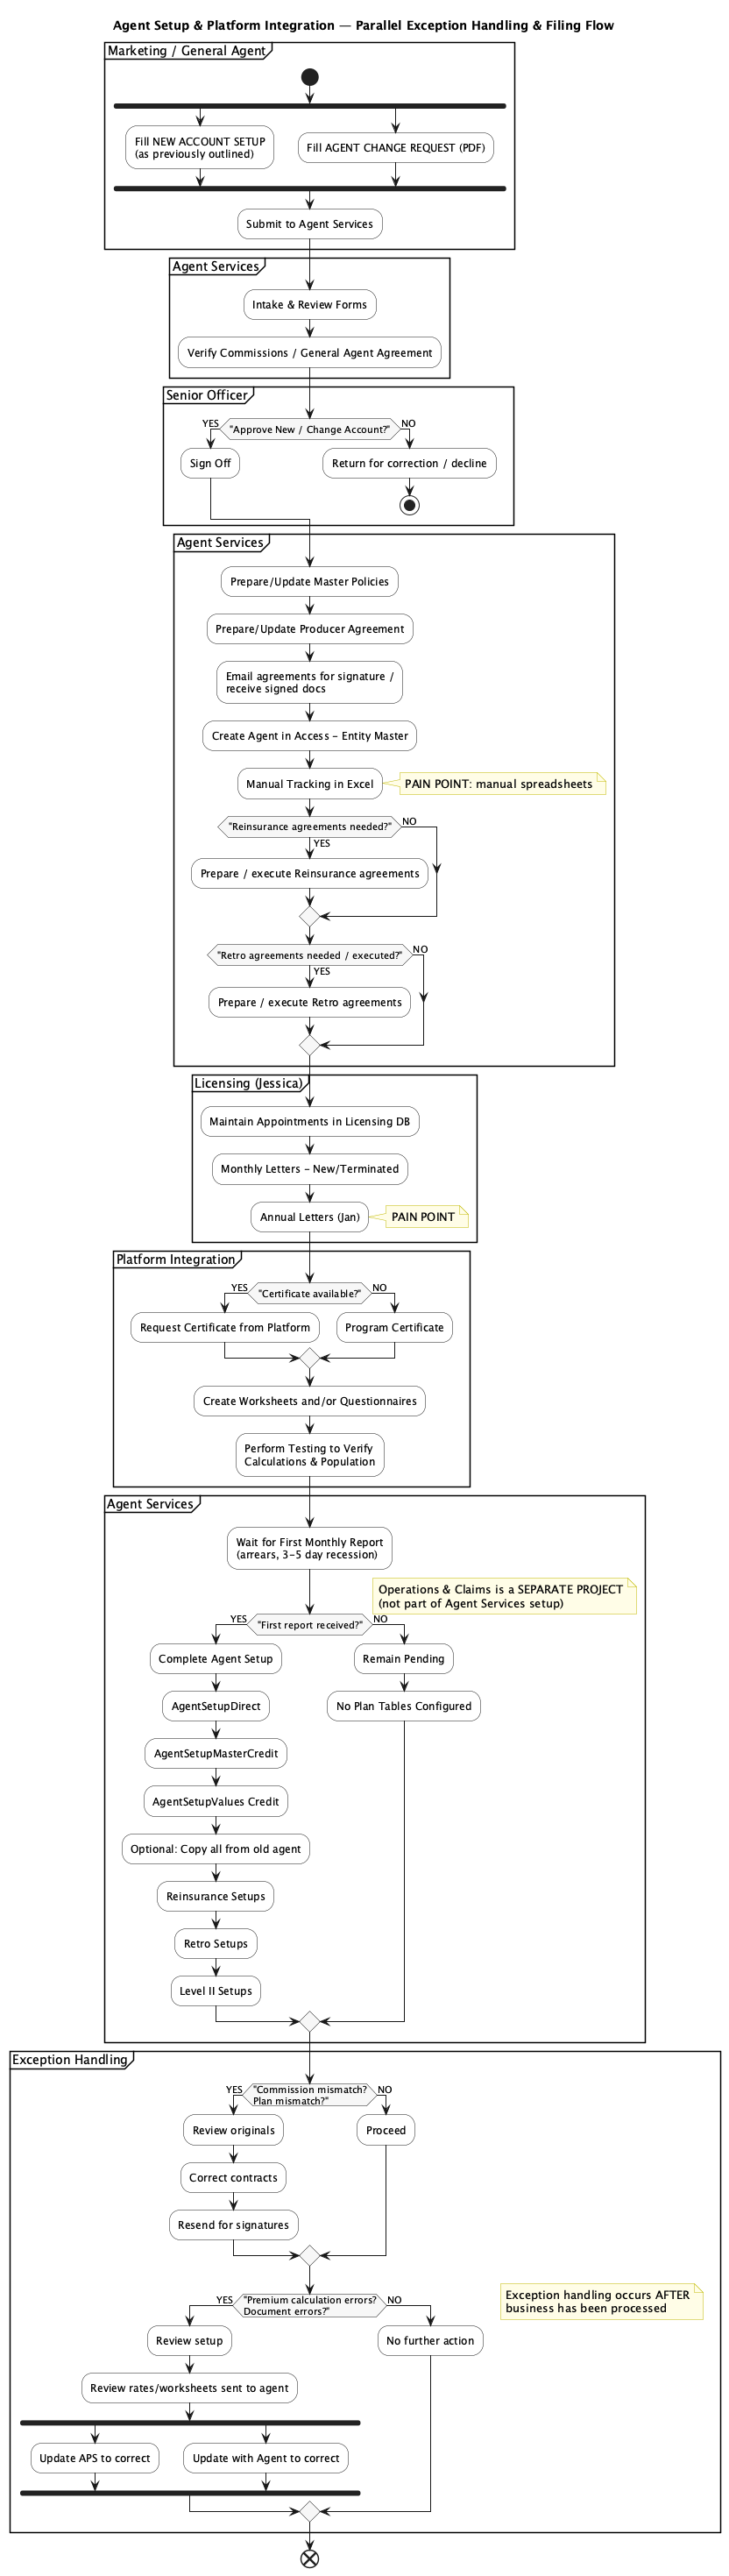 Agent Setup & Platform Integration — Parallel Exception Handling & Filing Flow
Marketing / General Agent
Fill NEW ACCOUNT SETUP
(as previously outlined)
Fill AGENT CHANGE REQUEST (PDF)
Submit to Agent Services
Agent Services
Intake & Review Forms
Verify Commissions / General Agent Agreement
Senior Officer
YES
"Approve New / Change Account?"
NO
Sign Off
Return for correction / decline
Agent Services
Prepare/Update Master Policies
Prepare/Update Producer Agreement
Email agreements for signature /
receive signed docs
Create Agent in Access - Entity Master
Manual Tracking in Excel
PAIN POINT: manual spreadsheets
"Reinsurance agreements needed?"
NO
YES
Prepare / execute Reinsurance agreements
"Retro agreements needed / executed?"
NO
YES
Prepare / execute Retro agreements
Licensing (Jessica)
Maintain Appointments in Licensing DB
Monthly Letters - New/Terminated
Annual Letters (Jan)
PAIN POINT
Platform Integration
YES
"Certificate available?"
NO
Request Certificate from Platform
Program Certificate
Create Worksheets and/or Questionnaires
Perform Testing to Verify
Calculations & Population
Agent Services
Wait for First Monthly Report
(arrears, 3-5 day recession)
Operations & Claims is a SEPARATE PROJECT
(not part of Agent Services setup)
YES
"First report received?"
NO
Complete Agent Setup
Remain Pending
AgentSetupDirect
No Plan Tables Configured
AgentSetupMasterCredit
AgentSetupValues Credit
Optional: Copy all from old agent
Reinsurance Setups
Retro Setups
Level II Setups
Exception Handling
YES
"Commission mismatch?
Plan mismatch?"
NO
Review originals
Proceed
Correct contracts
Resend for signatures
Exception handling occurs AFTER
business has been processed
YES
"Premium calculation errors?
Document errors?"
NO
Review setup
No further action
Review rates/worksheets sent to agent
Update APS to correct
Update with Agent to correct